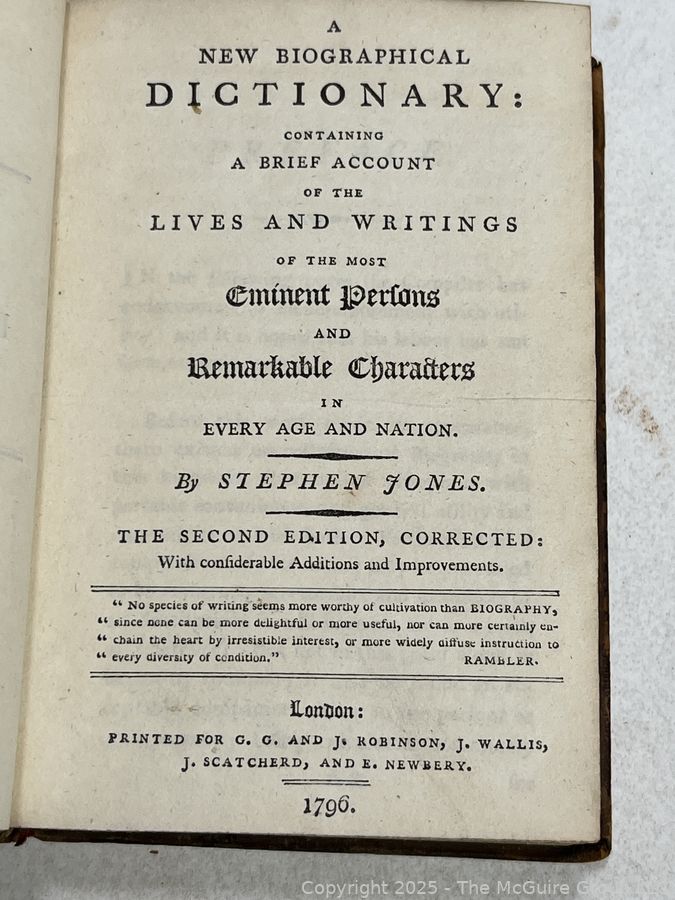 A
NEW BIOGRAPHICAL
DICTIONARY:
CONTAINING
A BRIEF ACCOUNT
OF THE
LIVES AND WRITINGS
OF THE MOST
Eminent Perſons
AND
Remarkable Characters
IN
EVERY AGE AND NATION.
By STEPHEN JONES.
THE SECOND EDITION, CORRECTED:
With conſiderable Additions and Improvements.
“ No species of writing seems more worthy of cultivation than BIOGRAPHY,
“ since none can be more delightful or more useful, nor can more certainly en-
“ chain the heart by irresistible interest, or more widely diffuse instruction to
“ every diversity of condition.” RAMBLER.
London:
PRINTED FOR G. G. AND J. ROBINSON, J. WALLIS,
J. SCATCHERD, AND E. NEWBERY.
1796.
Copyright 2025 - The McGuire